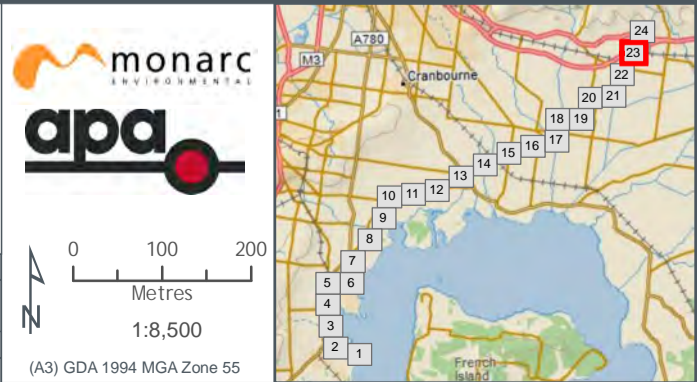 monarc
ENVIRONMENTAL
apa
N
0 100 200
Metres
1:8,500
(A3) GDA 1994 MGA Zone 55
A780
M3
Cranbourne
1
24
23
22
20 21
18 19
17
16
15
14
13
12
11
10
9
8
7
5 6
4
3
2 1
French
Island